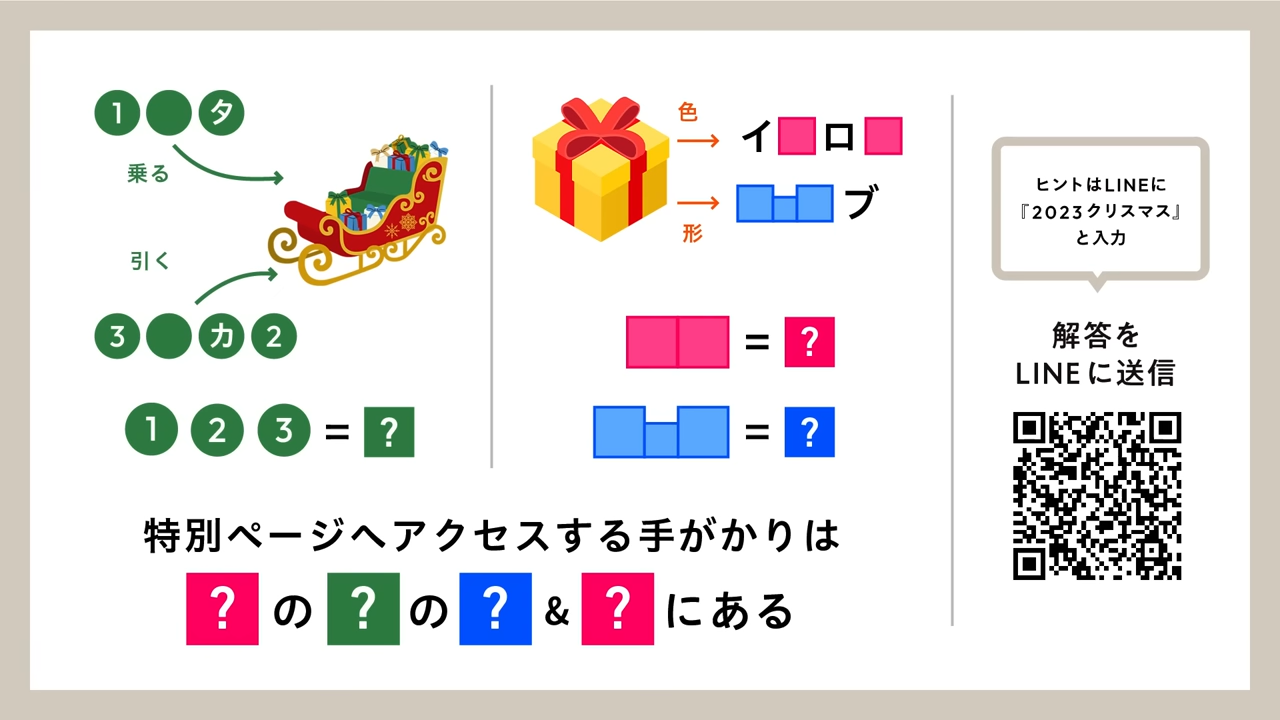 1 タ
乗る
引く
3 カ 2
1 2 3 = ?
色
イ ロ
ブ
形
= ?
= ?
ヒントはLINEに
『2023クリスマス』
と入力
解答を
LINEに送信
特別ページへアクセスする手がかりは
? の ? の ? & ? にある